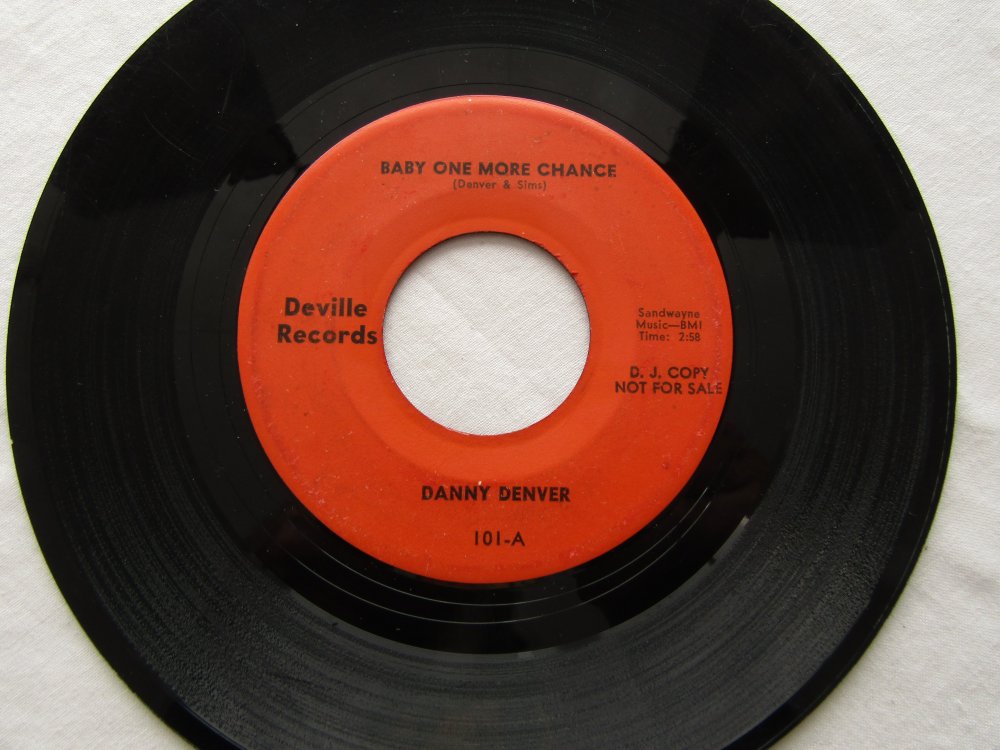 BABY ONE MORE CHANCE
(Denver & Sims)
Deville
Records
Sandwayne
Music—BMI
Time: 2:58
D. J. COPY
NOT FOR SALE
DANNY DENVER
101-A